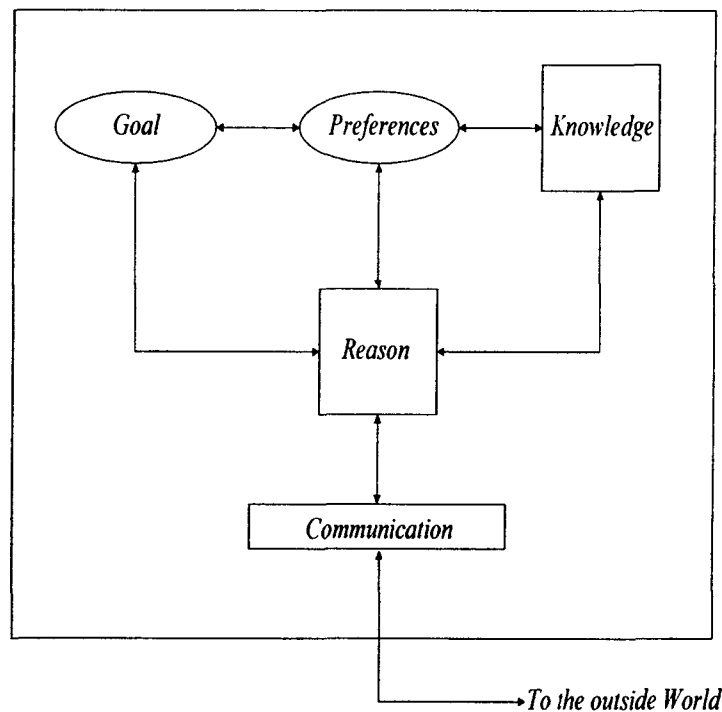 Goal
Preferences
Knowledge
Reason
Communication
To the outside World